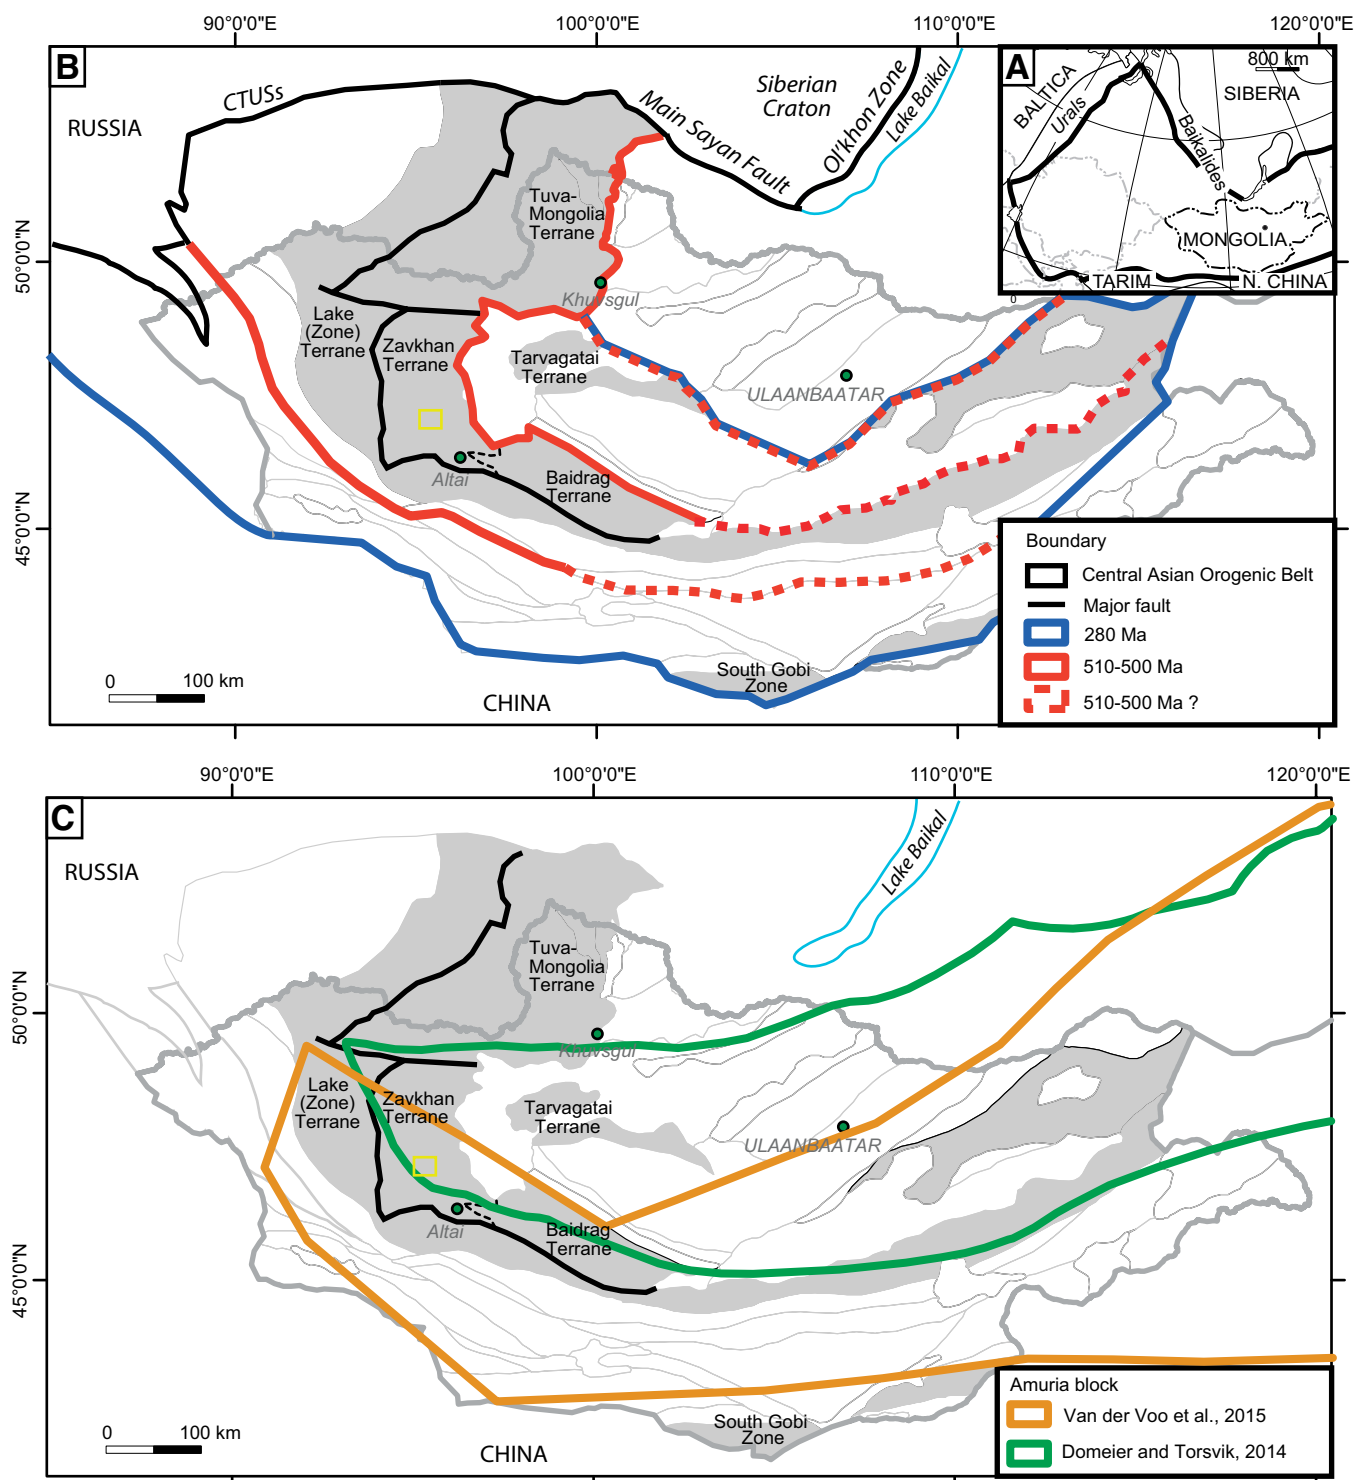 90°0'0"E
100°0'0"E
110°0'0"E
120°0'0"E
B
CTUSs
RUSSIA
Siberian
Craton
Ol'khon Zone
Lake Baikal
Main Sayan Fault
A
800 km
BALTICA
Urals
SIBERIA
Baikalides
MONGOLIA
TARIM
N. CHINA
0
50°0'0"N
45°0'0"N
Tuva-
Mongolia
Terrane
Khuvsgul
Lake
(Zone)
Terrane
Zavkhan
Terrane
Tarvagatai
Terrane
ULAANBAATAR
Altai
Baidrag
Terrane
South Gobi
Zone
CHINA
0 100 km
Boundary
Central Asian Orogenic Belt
Major fault
280 Ma
510-500 Ma
510-500 Ma ?
90°0'0"E
100°0'0"E
110°0'0"E
120°0'0"E
C
RUSSIA
Lake Baikal
50°0'0"N
45°0'0"N
Tuva-
Mongolia
Terrane
Khuvsgul
Lake
(Zone)
Terrane
Zavkhan
Terrane
Tarvagatai
Terrane
ULAANBAATAR
Altai
Baidrag
Terrane
South Gobi
Zone
CHINA
0 100 km
Amuria block
Van der Voo et al., 2015
Domeier and Torsvik, 2014